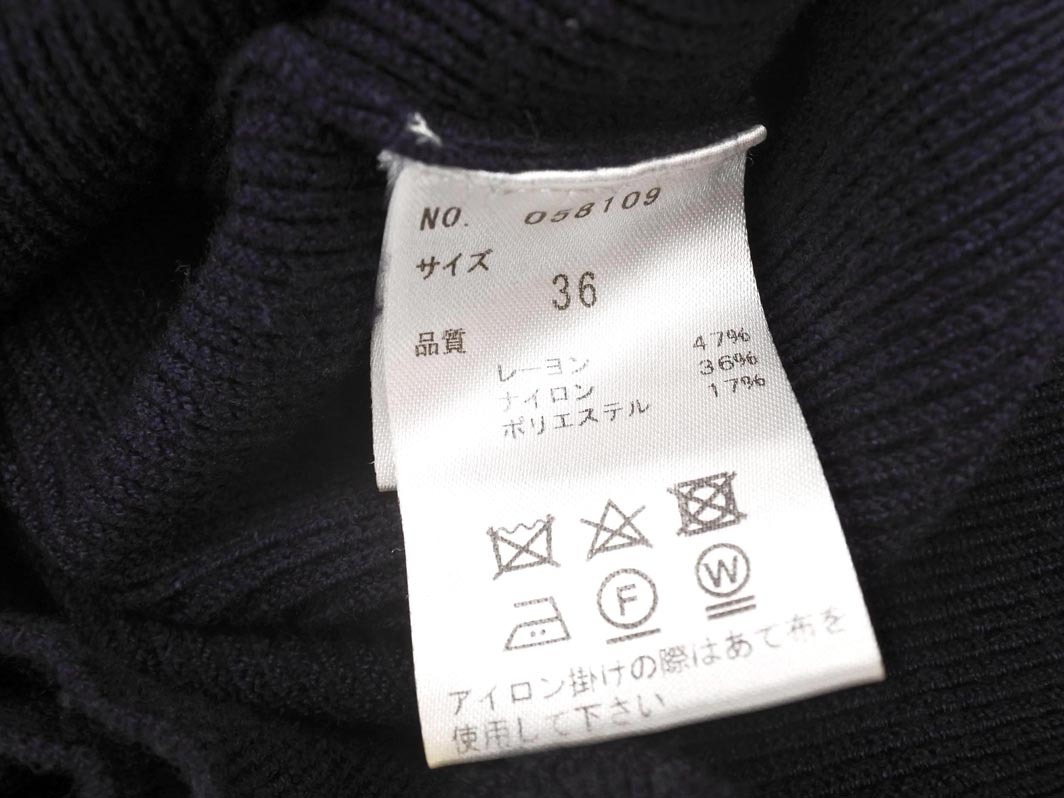 NO. 058109
サイズ
36
品質
レーヨン 47%
ナイロン 36%
ポリエステル 17%
F W
アイロン掛けの際はあて布を
使用して下さい